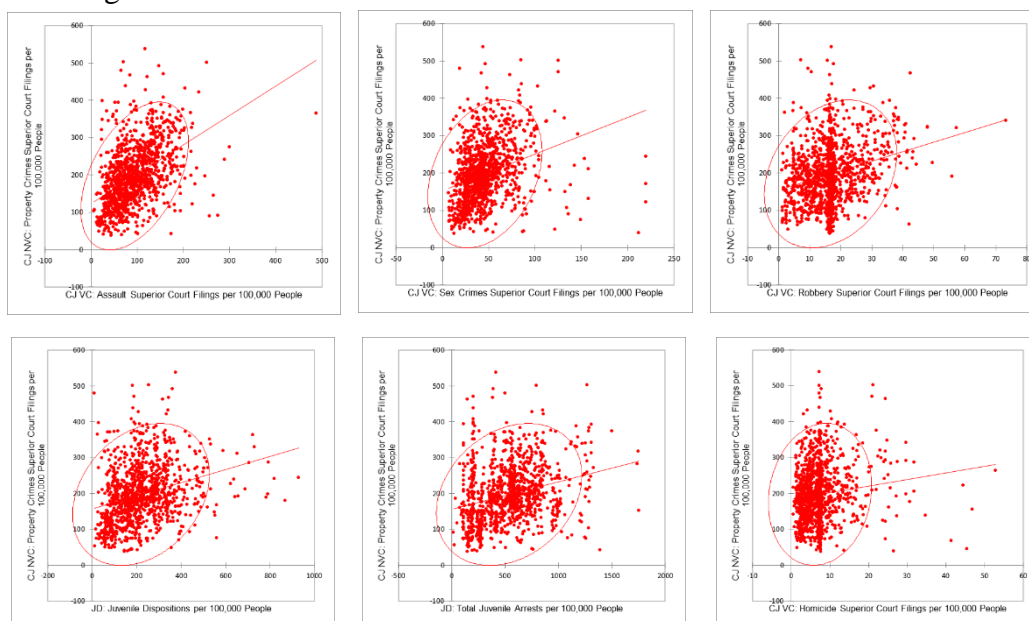 CJ NVC: Property Crimes Superior Court Filings per
100,000 People
600
500
400
300
200
100
0
-100
-100 0 100 200 300 400 500
CJ VC: Assault Superior Court Filings per 100,000 People
CJ NVC: Property Crimes Superior Court Filings per
100,000 People
600
500
400
300
200
100
0
-100
-50 0 50 100 150 200 250
CJ VC: Sex Crimes Superior Court Filings per 100,000 People
CJ NVC: Property Crimes Superior Court Filings per
100,000 People
600
500
400
300
200
100
0
-100
0 10 20 30 40 50 60 70 80
CJ VC: Robbery Superior Court Filings per 100,000 People
CJ NVC: Property Crimes Superior Court Filings per
100,000 People
600
500
400
300
200
100
0
-100
-200 0 200 400 600 800 1000
JD: Juvenile Dispositions per 100,000 People
CJ NVC: Property Crimes Superior Court Filings per
100,000 People
600
500
400
300
200
100
0
-100
-500 0 500 1000 1500 2000
JD: Total Juvenile Arrests per 100,000 People
CJ NVC: Property Crimes Superior Court Filings per
100,000 People
600
500
400
300
200
100
0
-100
-10 0 10 20 30 40 50 60
CJ VC: Homicide Superior Court Filings per 100,000 People